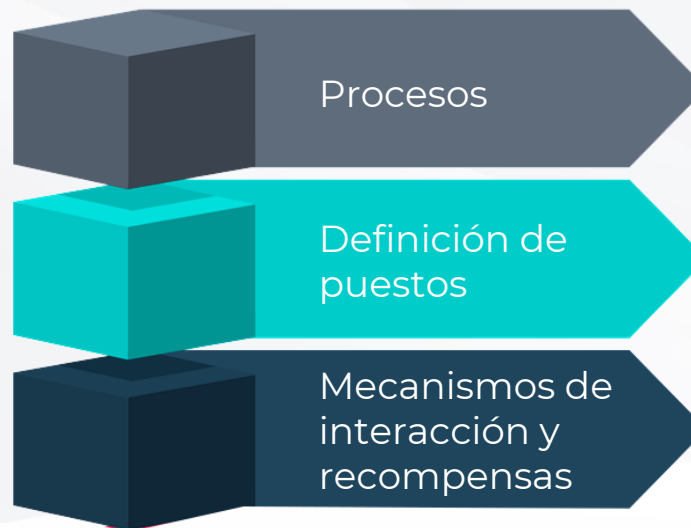 Procesos
Definición de
puestos
Mecanismos de
interacción y
recompensas